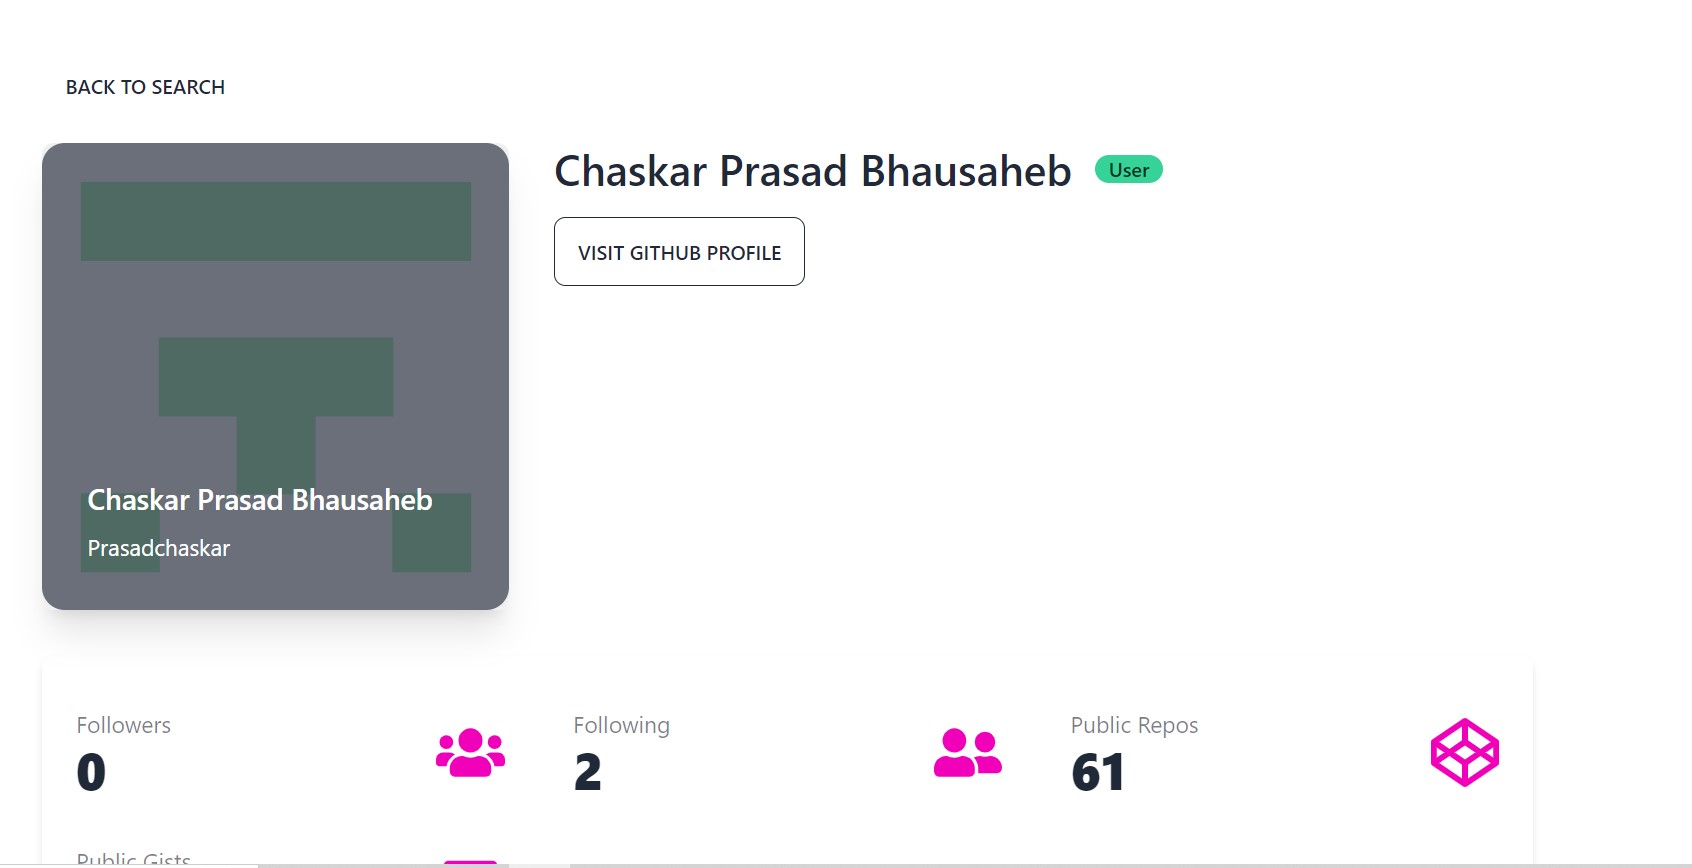 BACK TO SEARCH
Chaskar Prasad Bhausaheb User
VISIT GITHUB PROFILE
Chaskar Prasad Bhausaheb
Prasadchaskar
Followers
0
Following
2
Public Repos
61
Public Gists